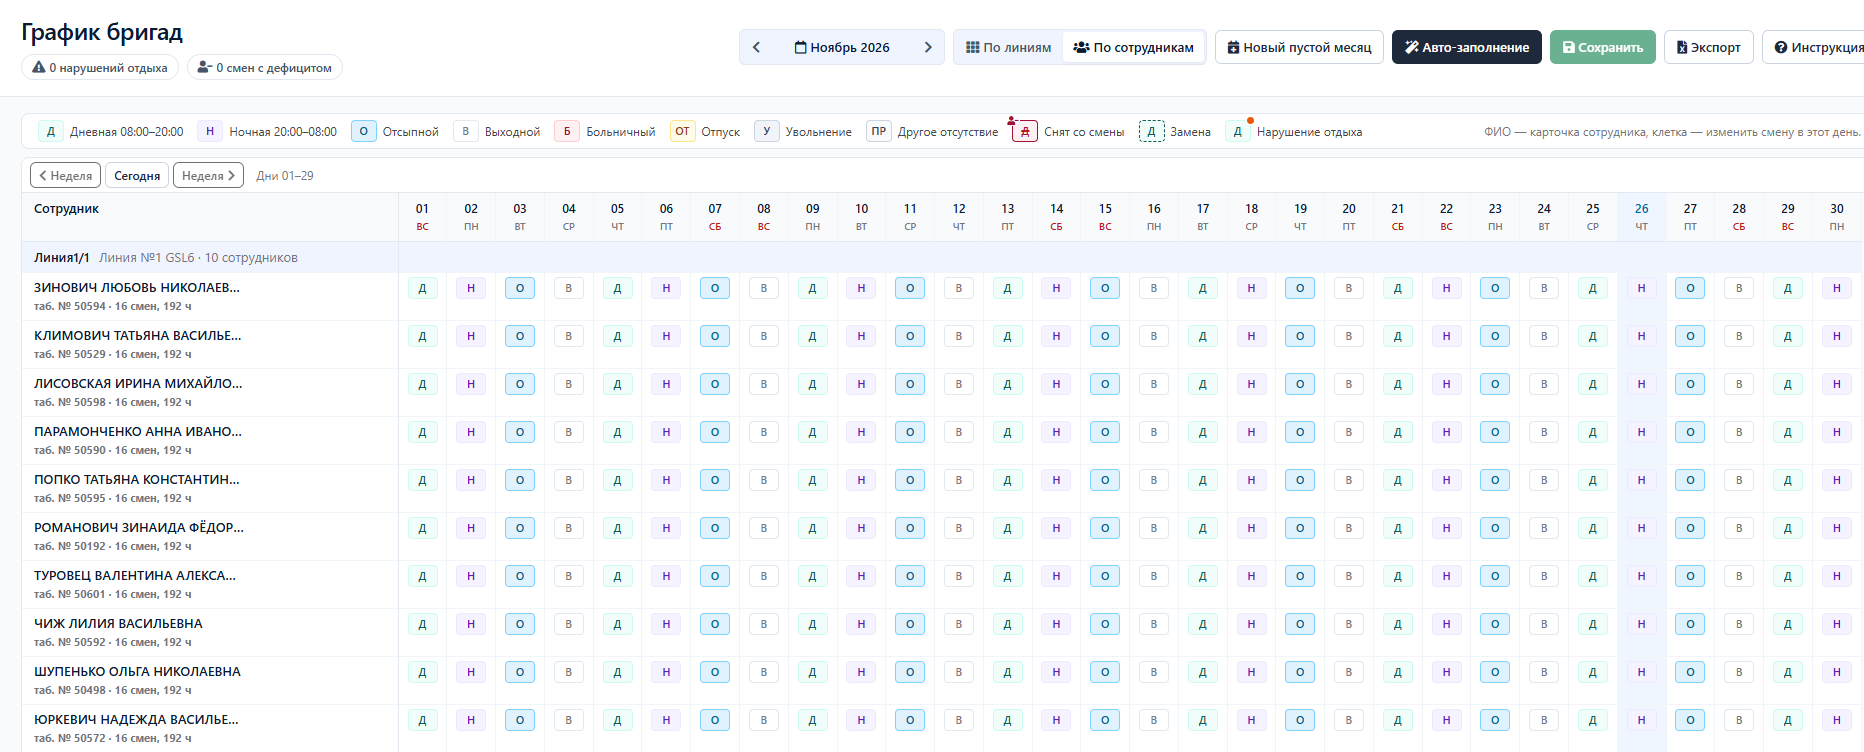 График бригад
0 нарушений отдыха 0 смен с дефицитом
Ноябрь 2026 По линиям По сотрудникам Новый пустой месяц Авто-заполнение Сохранить Экспорт Инструкция
Д Дневная 08:00–20:00 Н Ночная 20:00–08:00 О Отсыпной В Выходной Б Больничный ОТ Отпуск У Увольнение ПР Другое отсутствие Я Снят со смены Д Замена Д Нарушение отдыха ФИО — карточка сотрудника, клетка — изменить смену в этот день.
Неделя Сегодня Неделя Дни 01–29
Сотрудник 01 02 03 04 05 06 07 08 09 10 11 12 13 14 15 16 17 18 19 20 21 22 23 24 25 26 27 28 29 30
ВС ПН ВТ СР ЧТ ПТ СБ ВС ПН ВТ СР ЧТ ПТ СБ ВС ПН ВТ СР ЧТ ПТ СБ ВС ПН ВТ СР ЧТ ПТ СБ ВС ПН
Линия1/1 Линия №1 GSL6 · 10 сотрудников
ЗИНОВИЧ ЛЮБОВЬ НИКОЛАЕВ... Д Н О В Д Н О В Д Н О В Д Н О В Д Н О В Д Н О В Д Н О В Д Н
таб. № 50594 · 16 смен, 192 ч
КЛИМОВИЧ ТАТЬЯНА ВАСИЛЬЕ... Д Н О В Д Н О В Д Н О В Д Н О В Д Н О В Д Н О В Д Н О В Д Н
таб. № 50529 · 16 смен, 192 ч
ЛИСОВСКАЯ ИРИНА МИХАЙЛО... Д Н О В Д Н О В Д Н О В Д Н О В Д Н О В Д Н О В Д Н О В Д Н
таб. № 50598 · 16 смен, 192 ч
ПАРАМОНЧЕНКО АННА ИВАНО... Д Н О В Д Н О В Д Н О В Д Н О В Д Н О В Д Н О В Д Н О В Д Н
таб. № 50590 · 16 смен, 192 ч
ПОПКО ТАТЬЯНА КОНСТАНТИН... Д Н О В Д Н О В Д Н О В Д Н О В Д Н О В Д Н О В Д Н О В Д Н
таб. № 50595 · 16 смен, 192 ч
РОМАНОВИЧ ЗИНАИДА ФЁДОР... Д Н О В Д Н О В Д Н О В Д Н О В Д Н О В Д Н О В Д Н О В Д Н
таб. № 50192 · 16 смен, 192 ч
ТУРОВЕЦ ВАЛЕНТИНА АЛЕКСА... Д Н О В Д Н О В Д Н О В Д Н О В Д Н О В Д Н О В Д Н О В Д Н
таб. № 50601 · 16 смен, 192 ч
ЧИЖ ЛИЛИЯ ВАСИЛЬЕВНА Д Н О В Д Н О В Д Н О В Д Н О В Д Н О В Д Н О В Д Н О В Д Н
таб. № 50592 · 16 смен, 192 ч
ШУПЕНЬКО ОЛЬГА НИКОЛАЕВНА Д Н О В Д Н О В Д Н О В Д Н О В Д Н О В Д Н О В Д Н О В Д Н
таб. № 50498 · 16 смен, 192 ч
ЮРКЕВИЧ НАДЕЖДА ВАСИЛЬЕ... Д Н О В Д Н О В Д Н О В Д Н О В Д Н О В Д Н О В Д Н О В Д Н
таб. № 50572 · 16 смен, 192 ч